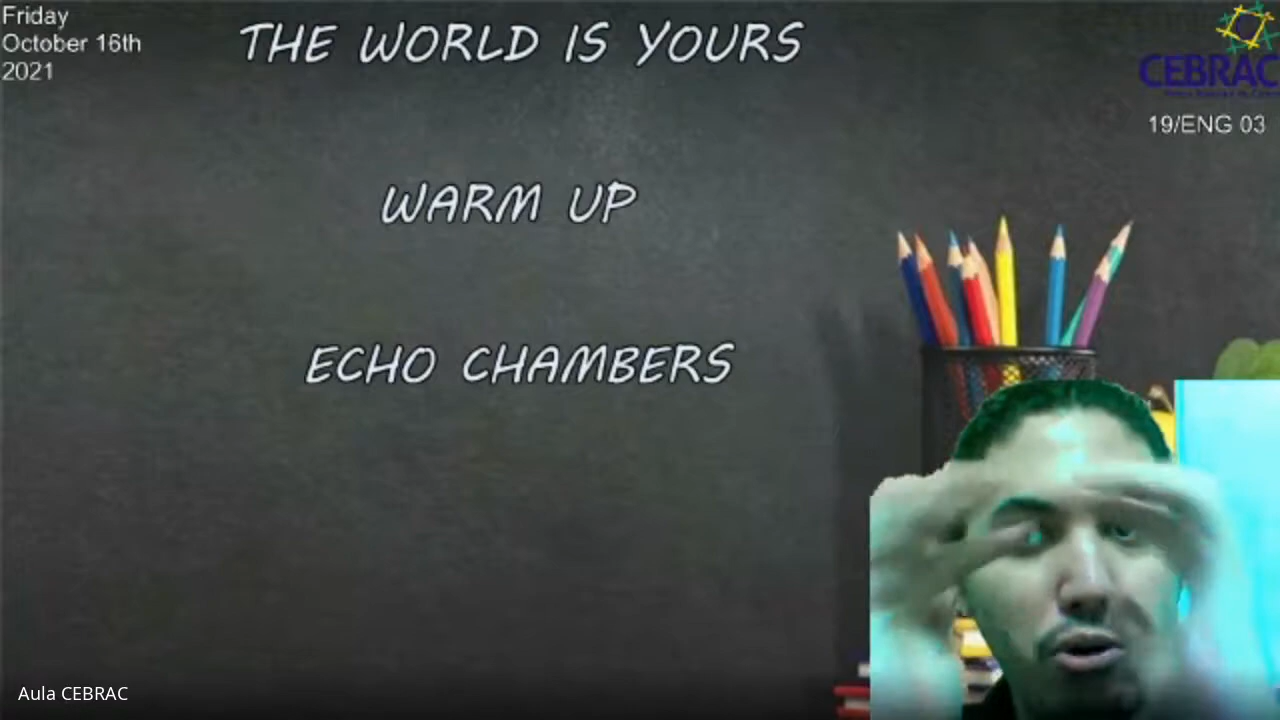 Friday
October 16th
2021
THE WORLD IS YOURS
CEBRAC
19/ENG 03
WARM UP
ECHO CHAMBERS
Aula CEBRAC